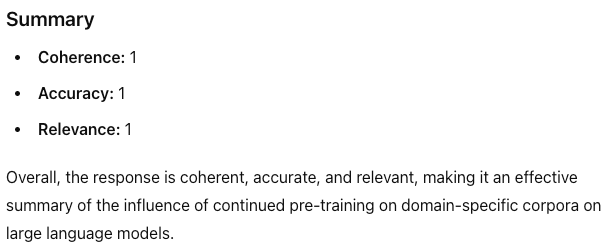 Summary
• Coherence: 1
• Accuracy: 1
• Relevance: 1
Overall, the response is coherent, accurate, and relevant, making it an effective
summary of the influence of continued pre-training on domain-specific corpora on
large language models.